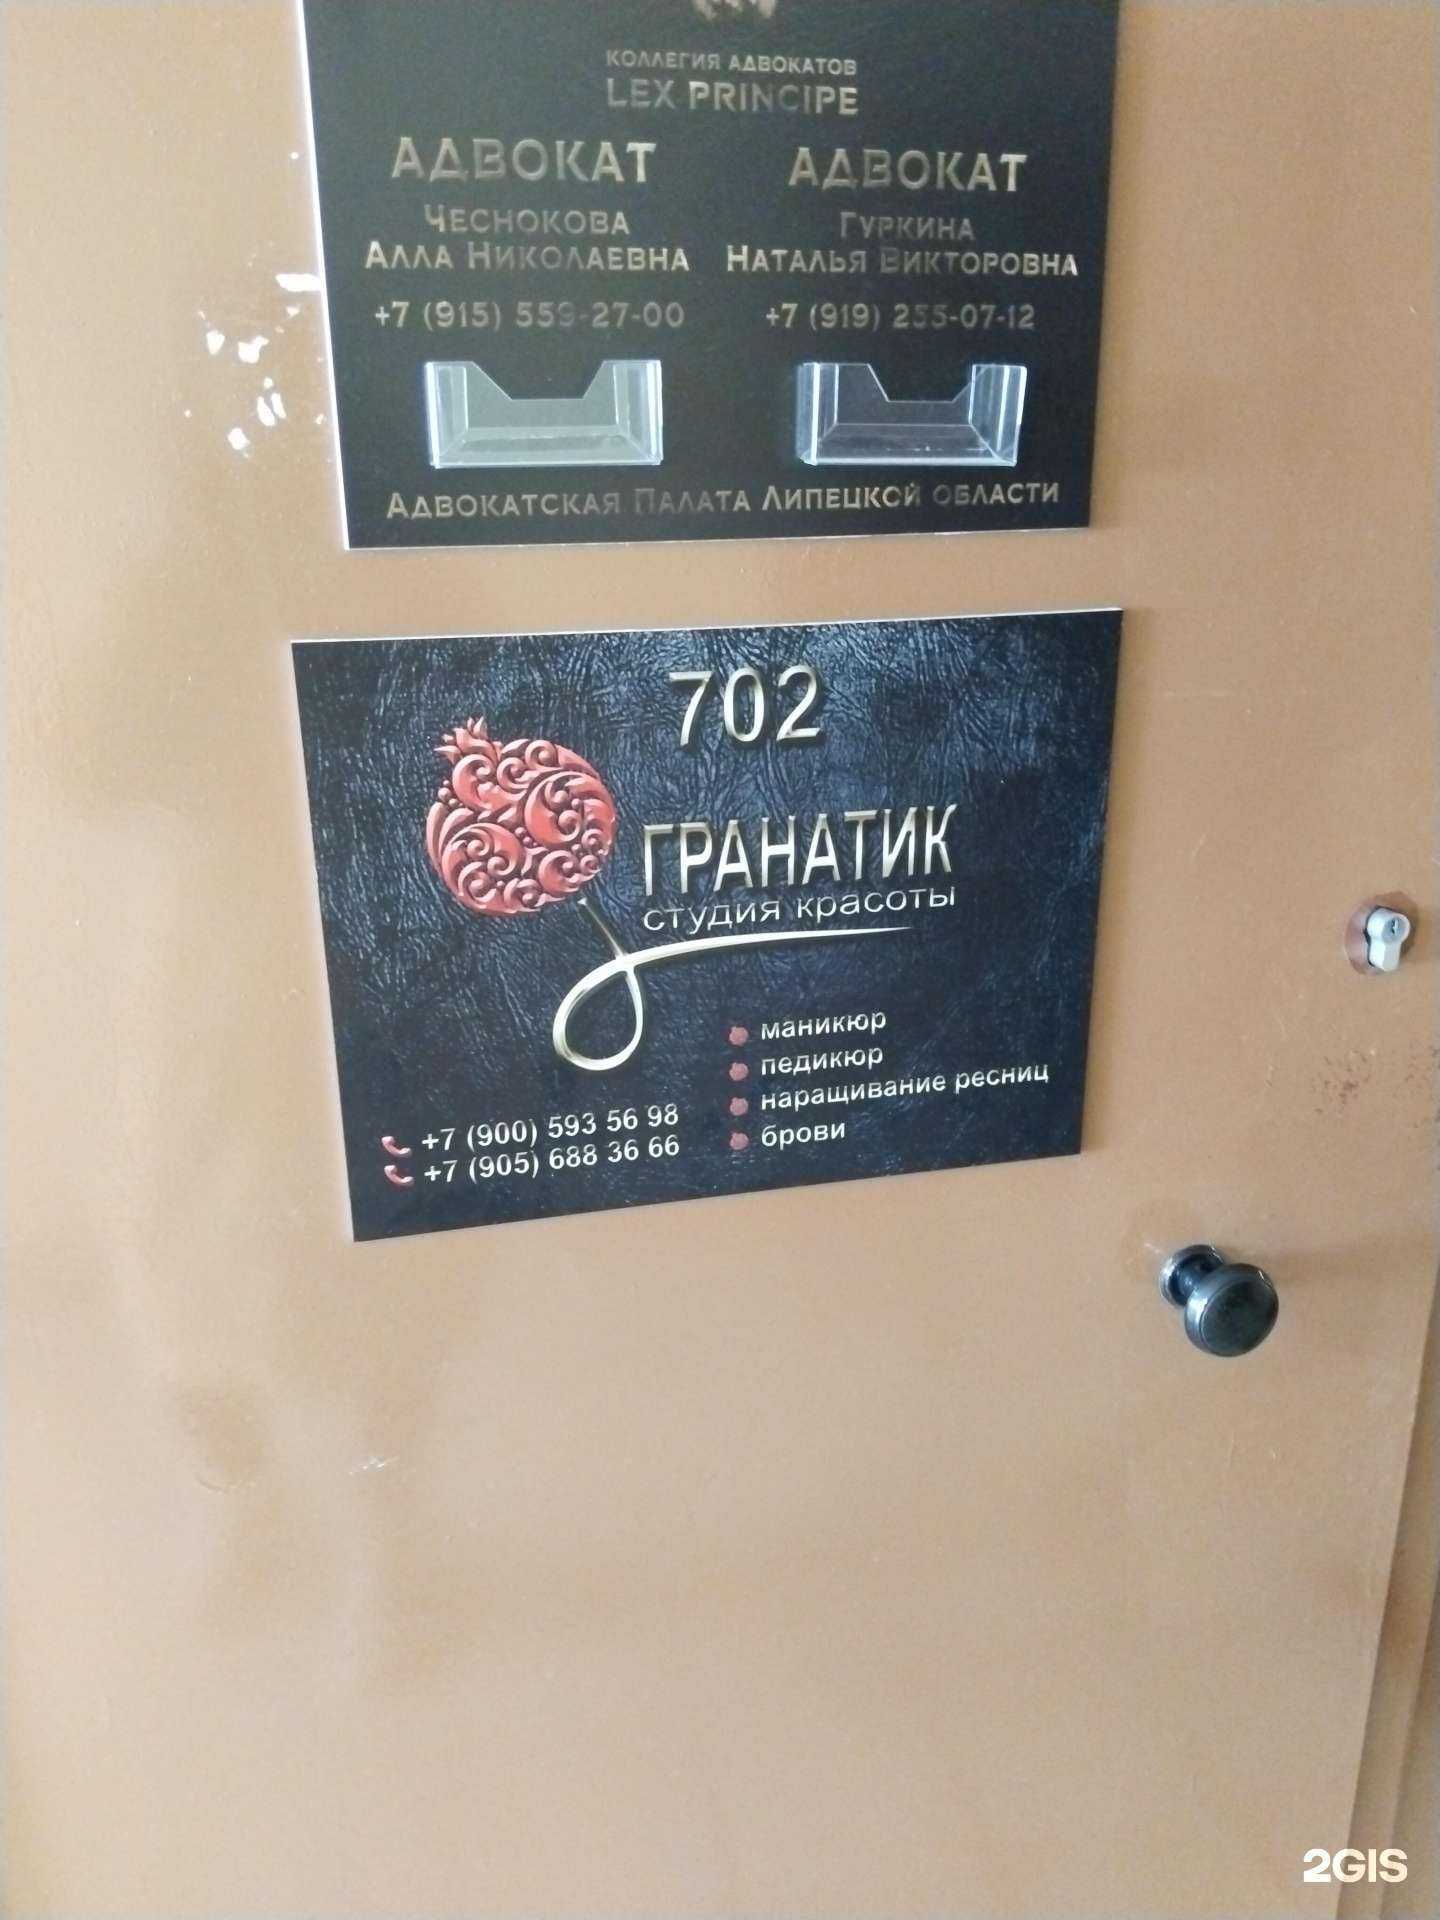 КОЛЛЕГИЯ АДВОКАТОВ
LEX PRINCIPE
АДВОКАТ
ЧЕСНОКОВА
АЛЛА НИКОЛАЕВНА
+7 (915) 559-27-00
АДВОКАТ
ГУРКИНА
НАТАЛЬЯ ВИКТОРОВНА
+7 (919) 255-07-12
АДВОКАТСКАЯ ПАЛАТА ЛИПЕЦКОЙ ОБЛАСТИ
702
ГРАНАТИК
студия красоты
маникюр
педикюр
наращивание ресниц
брови
+7 (900) 593 56 98
+7 (905) 688 36 66
2GIS